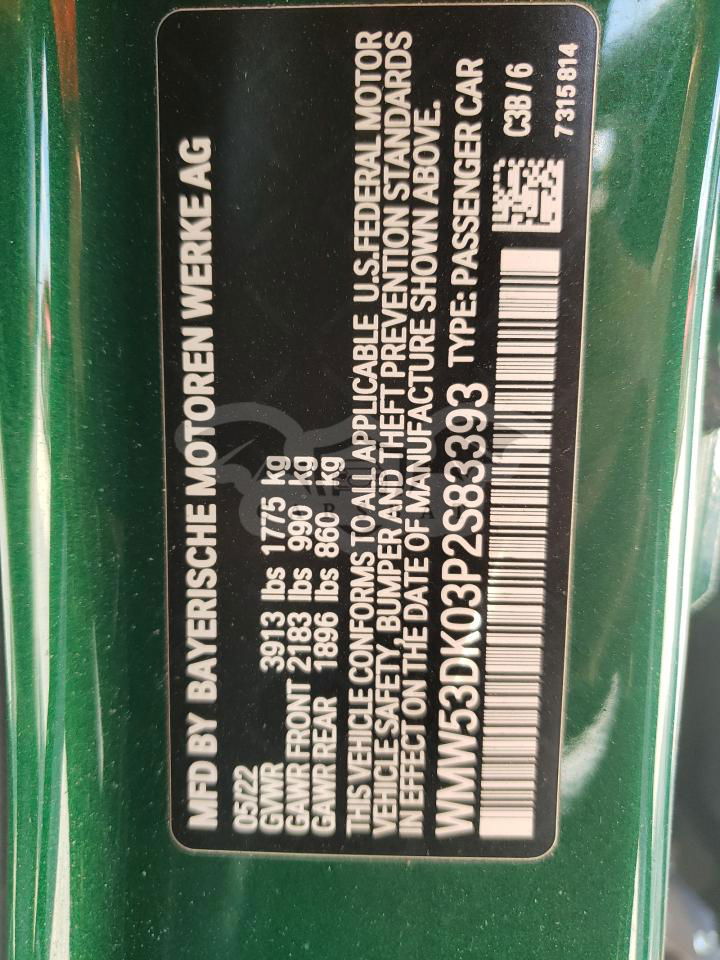 MFD BY BAYERISCHE MOTOREN WERKE AG
05/22
GVWR 3913 lbs 1775 kg
GAWR FRONT 2183 lbs 990 kg
GAWR REAR 1896 lbs 860 kg
THIS VEHICLE CONFORMS TO ALL APPLICABLE U.S.FEDERAL MOTOR
VEHICLE SAFETY, BUMPER AND THEFT PREVENTION STANDARDS
IN EFFECT ON THE DATE OF MANUFACTURE SHOWN ABOVE.
WMW53DK03P2S83393 TYPE: PASSENGER CAR
C3B / 6
7 315 814